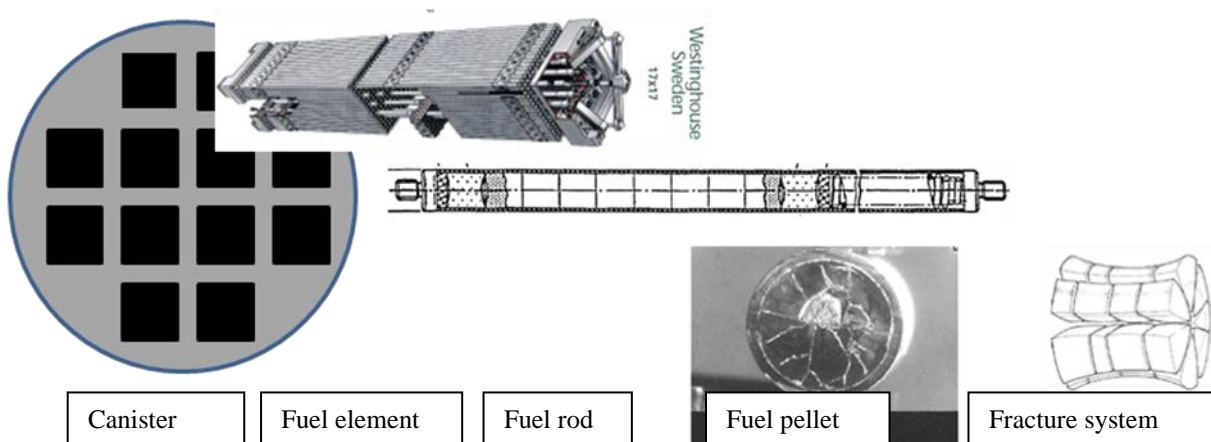 Westinghouse
Sweden
17x17
Canister
Fuel element
Fuel rod
Fuel pellet
Fracture system